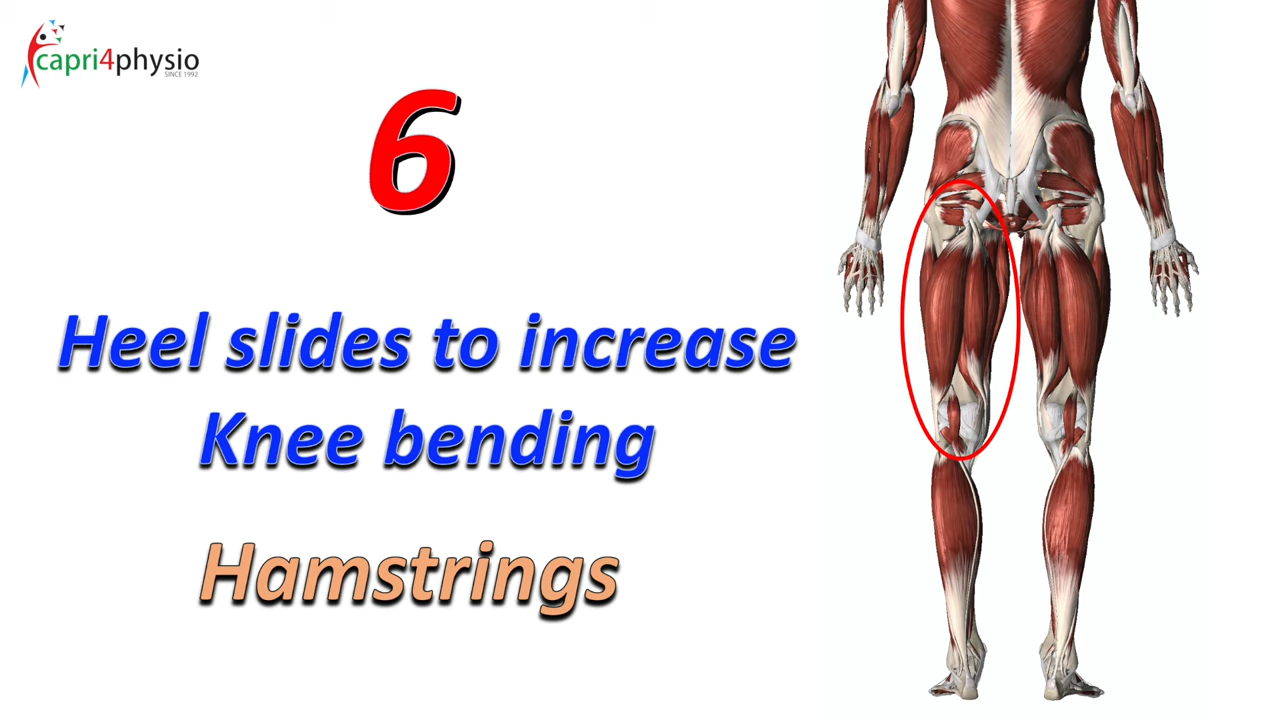 capri4physio
SINCE 1992
6
Heel slides to increase
Knee bending
Hamstrings